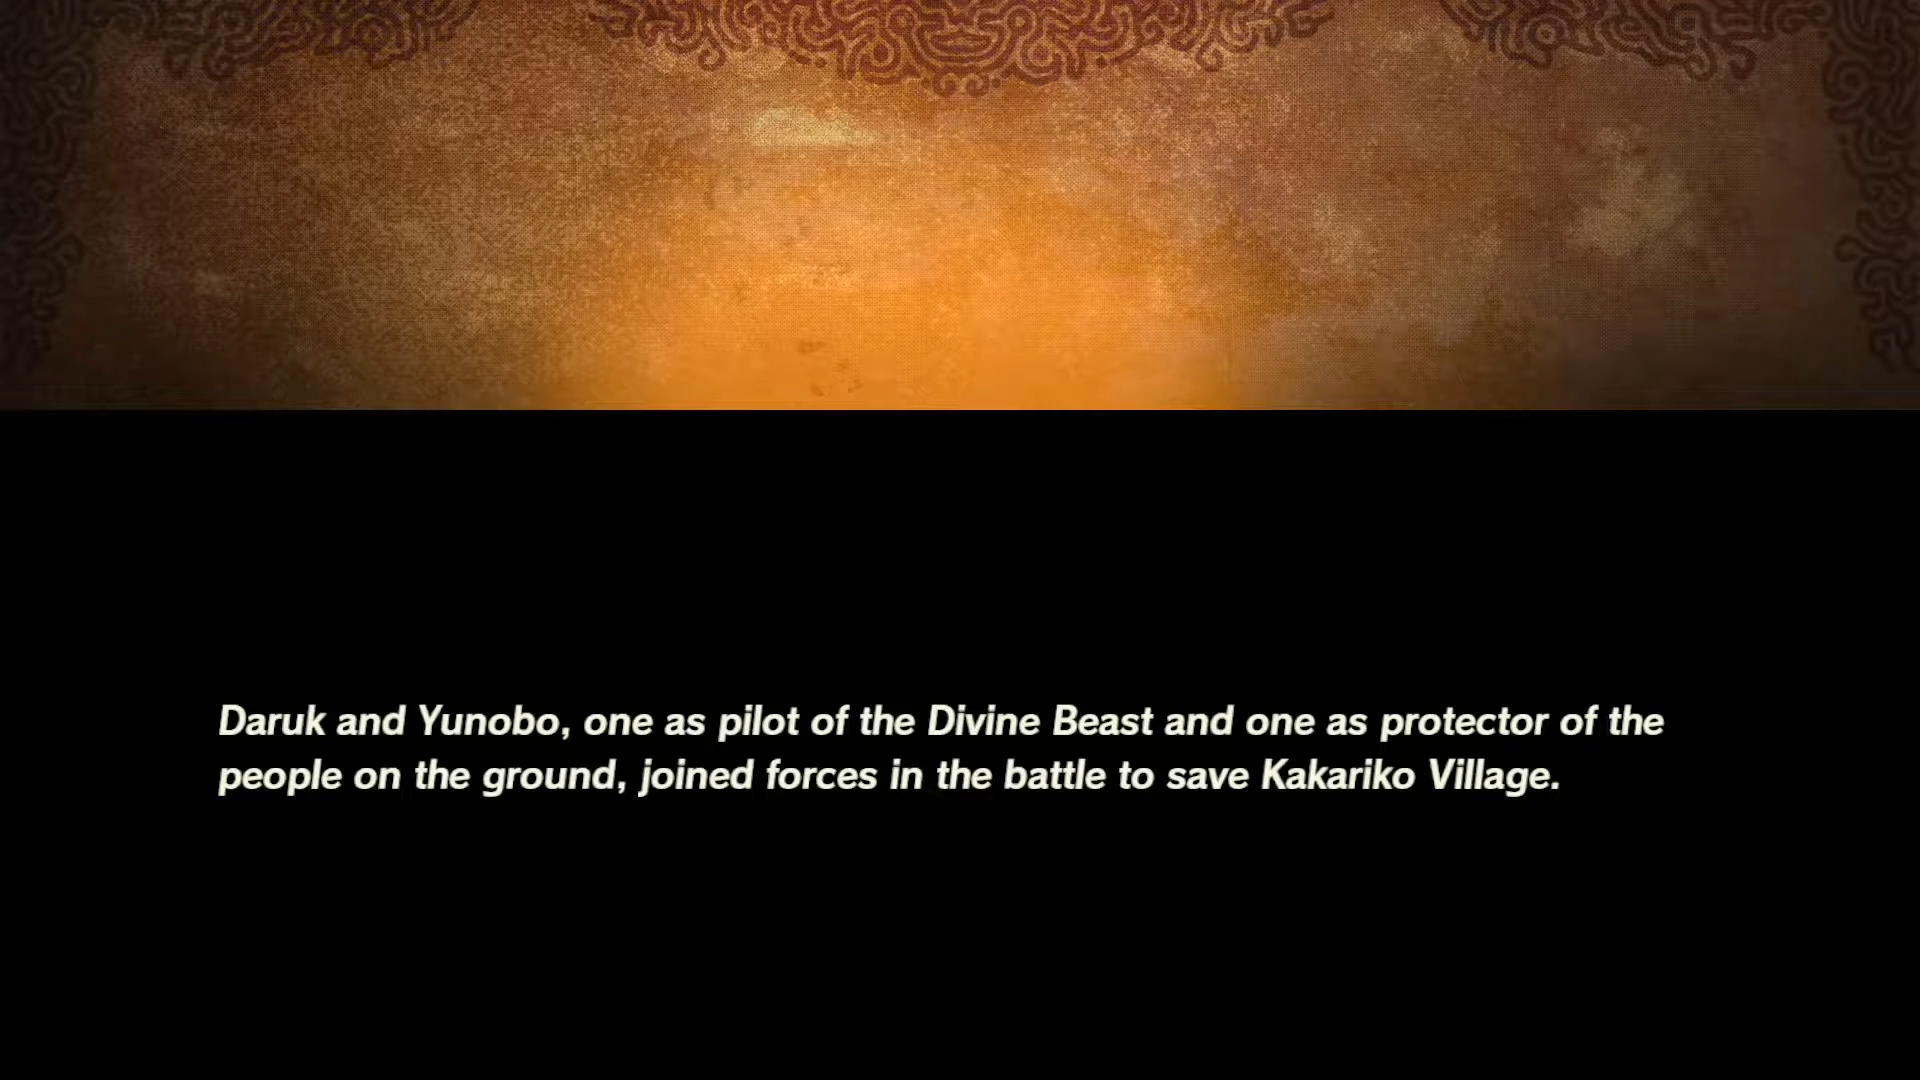 Daruk and Yunobo, one as pilot of the Divine Beast and one as protector of the
people on the ground, joined forces in the battle to save Kakariko Village.